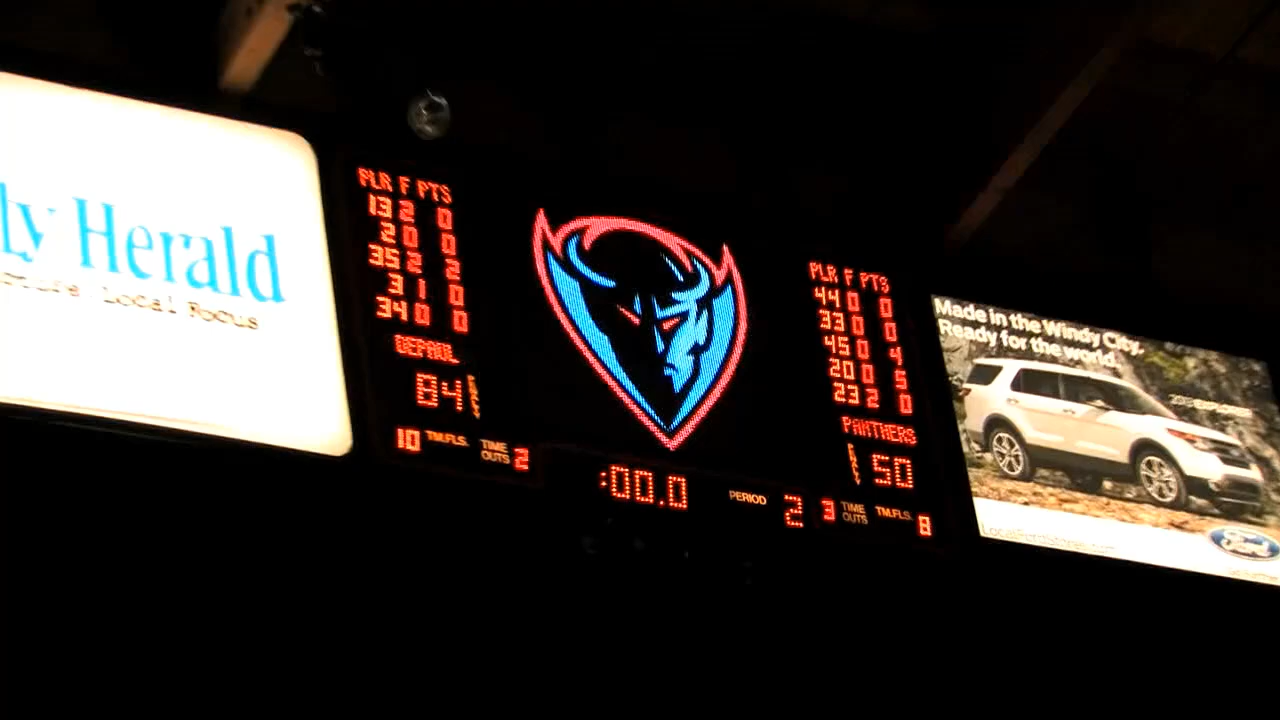 ly Herald
Local Focus
PLR F PTS
13 2 0
2 0 0
35 2 2
3 1 0
34 0 0
DEPAUL
84
10 TM.FLS. TIME OUTS 2
:00.0
PERIOD 2
PLR F PTS
44 0 0
33 0 0
45 0 4
20 0 5
23 2 0
PANTHERS
50
3 TIME OUTS TM.FLS. 8
Made in the Windy City.
Ready for the world.
EXPLORER
Ford